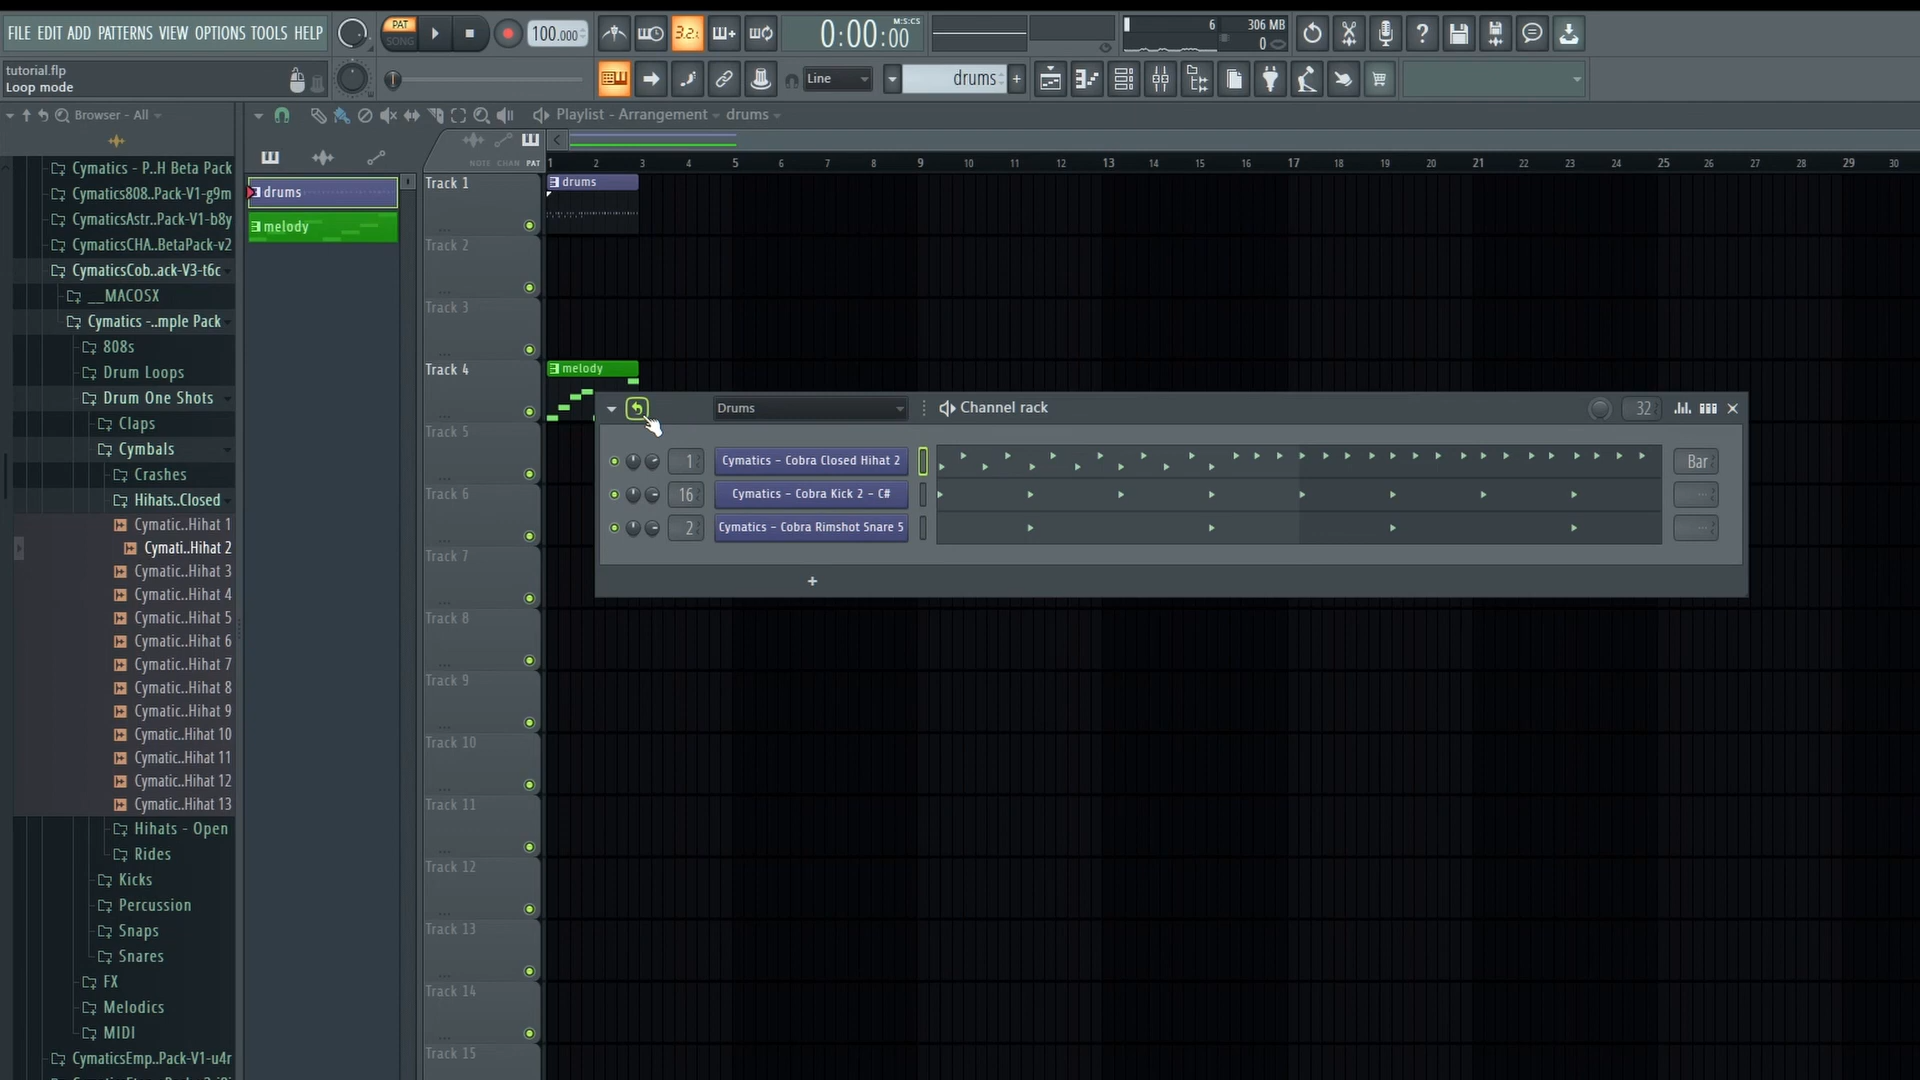 FILE EDIT ADD PATTERNS VIEW OPTIONS TOOLS HELP
PAT
SONG
100.000
3.2.
0:00:00
M:S:CS
6
306 MB
0
tutorial.flp
Loop mode
Line
drums
Browser - All
Playlist - Arrangement
drums
NOTE CHAN PAT
1 2 3 4 5 6 7 8 9 10 11 12 13 14 15 16 17 18 19 20 21 22 23 24 25 26 27 28 29 30
Cymatics - P..H Beta Pack
Cymatics808..Pack-V1-g9m
CymaticsAstr..Pack-V1-b8y
CymaticsCHA..BetaPack-v2
CymaticsCob..ack-V3-t6c
__MACOSX
Cymatics -..mple Pack
808s
Drum Loops
Drum One Shots
Claps
Cymbals
Crashes
Hihats..Closed
Cymatic..Hihat 1
Cymati..Hihat 2
Cymatic..Hihat 3
Cymatic..Hihat 4
Cymatic..Hihat 5
Cymatic..Hihat 6
Cymatic..Hihat 7
Cymatic..Hihat 8
Cymatic..Hihat 9
Cymatic..Hihat 10
Cymatic..Hihat 11
Cymatic..Hihat 12
Cymatic..Hihat 13
Hihats - Open
Rides
Kicks
Percussion
Snaps
Snares
FX
Melodics
MIDI
CymaticsEmp..Pack-V1-u4r
drums
melody
Track 1
drums
Track 2
Track 3
Track 4
melody
Track 5
Track 6
Track 7
Track 8
Track 9
Track 10
Track 11
Track 12
Track 13
Track 14
Track 15
Drums
Channel rack
32
1
Cymatics - Cobra Closed Hihat 2
Bar
16
Cymatics - Cobra Kick 2 - C#
2
Cymatics - Cobra Rimshot Snare 5